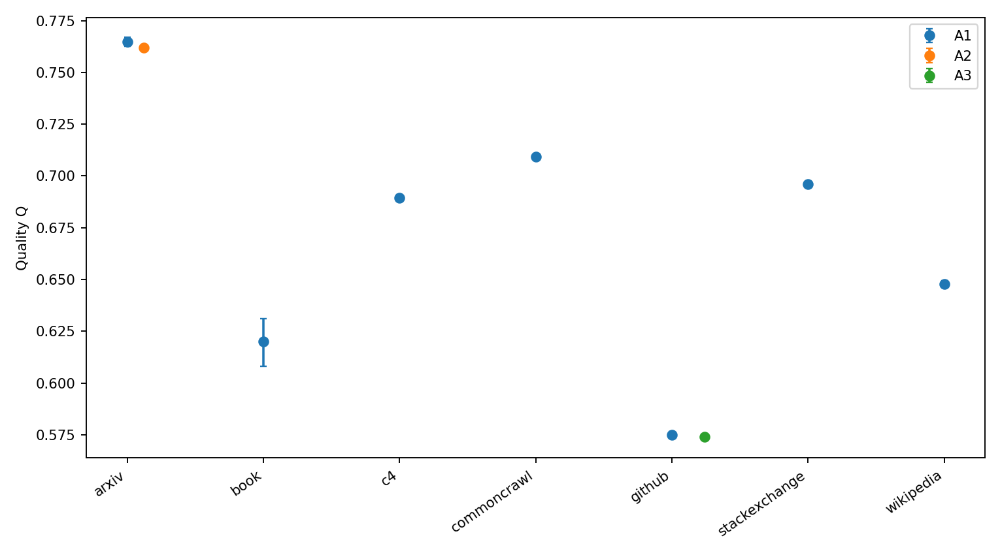 0.775
0.750
0.725
0.700
0.675
0.650
0.625
0.600
0.575
Quality Q
A1
A2
A3
arxiv
book
c4
commoncrawl
github
stackexchange
wikipedia